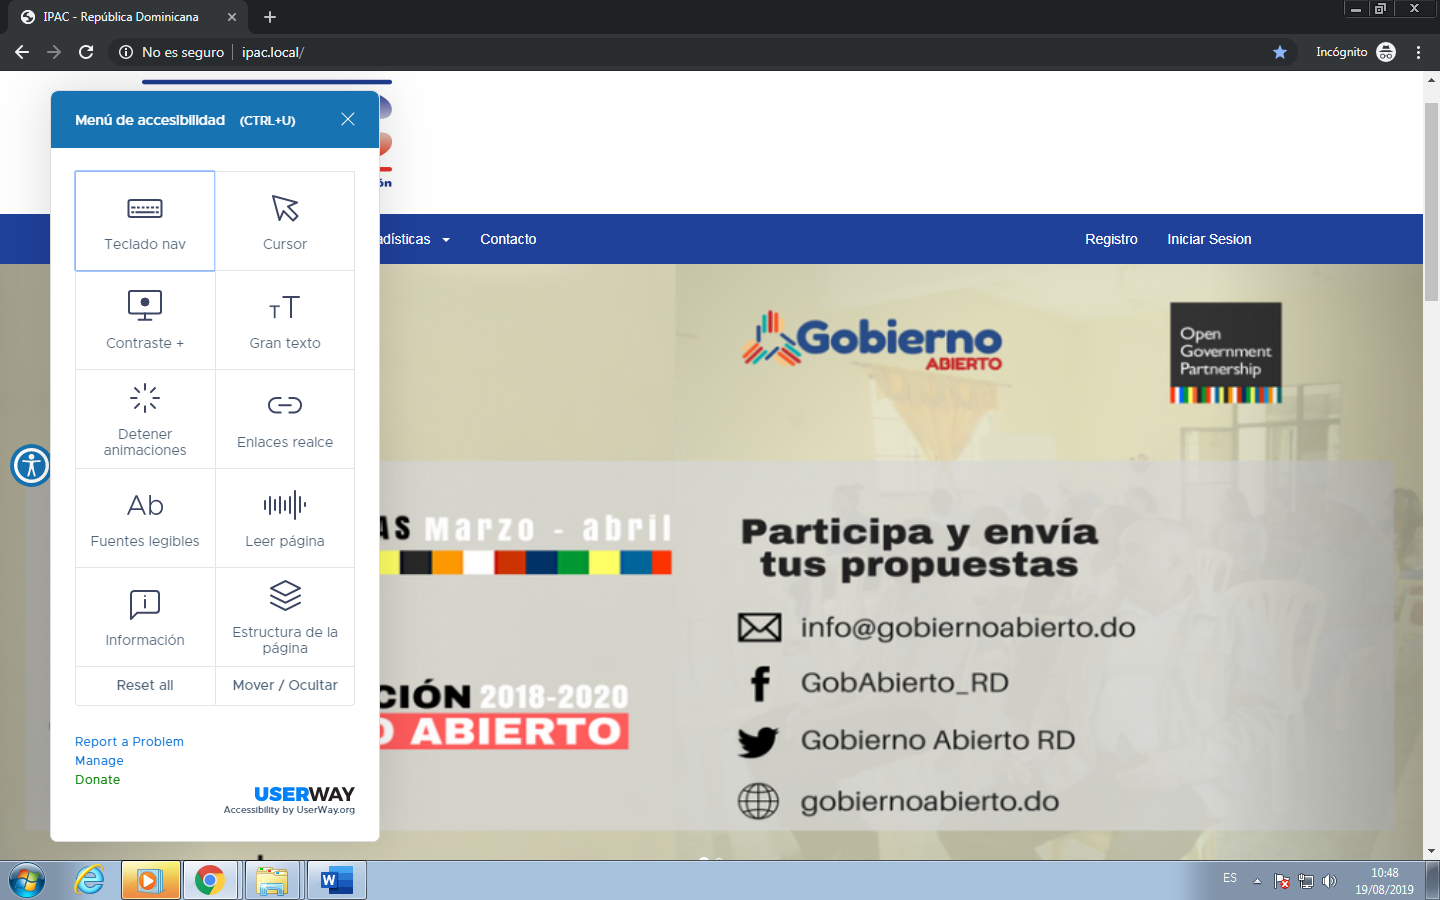 IPAC - República Dominicana
No es seguro
ipac.local/
Incógnito
Menú de accesibilidad (CTRL+U)
Teclado nav
Cursor
Contraste +
Gran texto
Detener
animaciones
Enlaces realce
Fuentes legibles
Leer página
Información
Estructura de la
página
Reset all
Mover / Ocultar
Report a Problem
Manage
Donate
USERWAY
Accessibility by UserWay.org
Contacto
Registro
Iniciar Sesion
Gobierno
ABIERTO
Open
Government
Partnership
Marzo - abril
Participa y envía
tus propuestas
info@gobiernoabierto.do
GobAbierto_RD
Gobierno Abierto RD
gobiernoabierto.do
2018-2020
ABIERTO
ES
10:48
19/08/2019